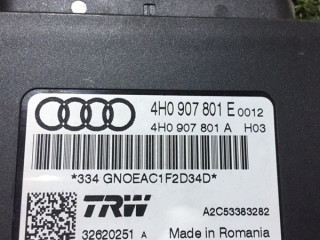 4H0 907 801 E 0012
4H0 907 801 A H03
*334 GNOEAC1F2D34D*
TRW A2C53383282
32620251 A Made in Romania